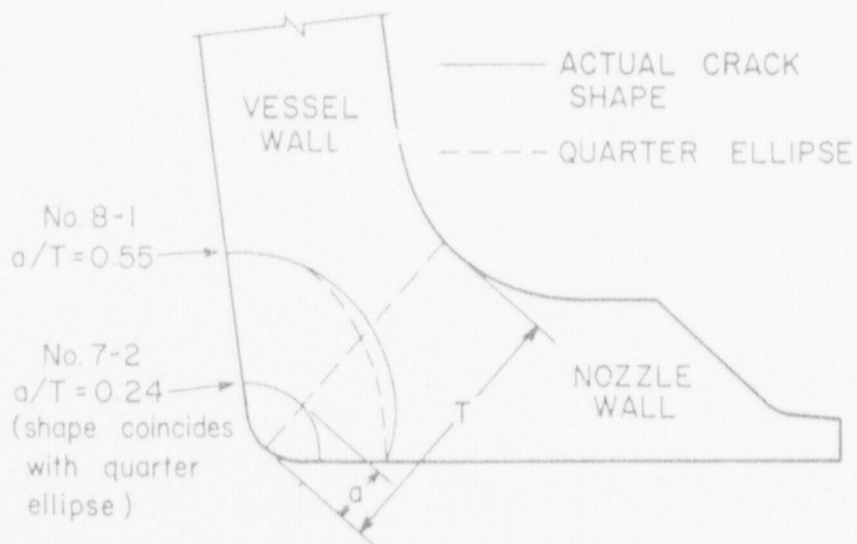 ACTUAL CRACK
SHAPE
QUARTER ELLIPSE
VESSEL
WALL
No. 8-1
a/T = 0.55
No. 7-2
a/T = 0.24
(shape coincides
with quarter
ellipse)
NOZZLE
WALL
T
a